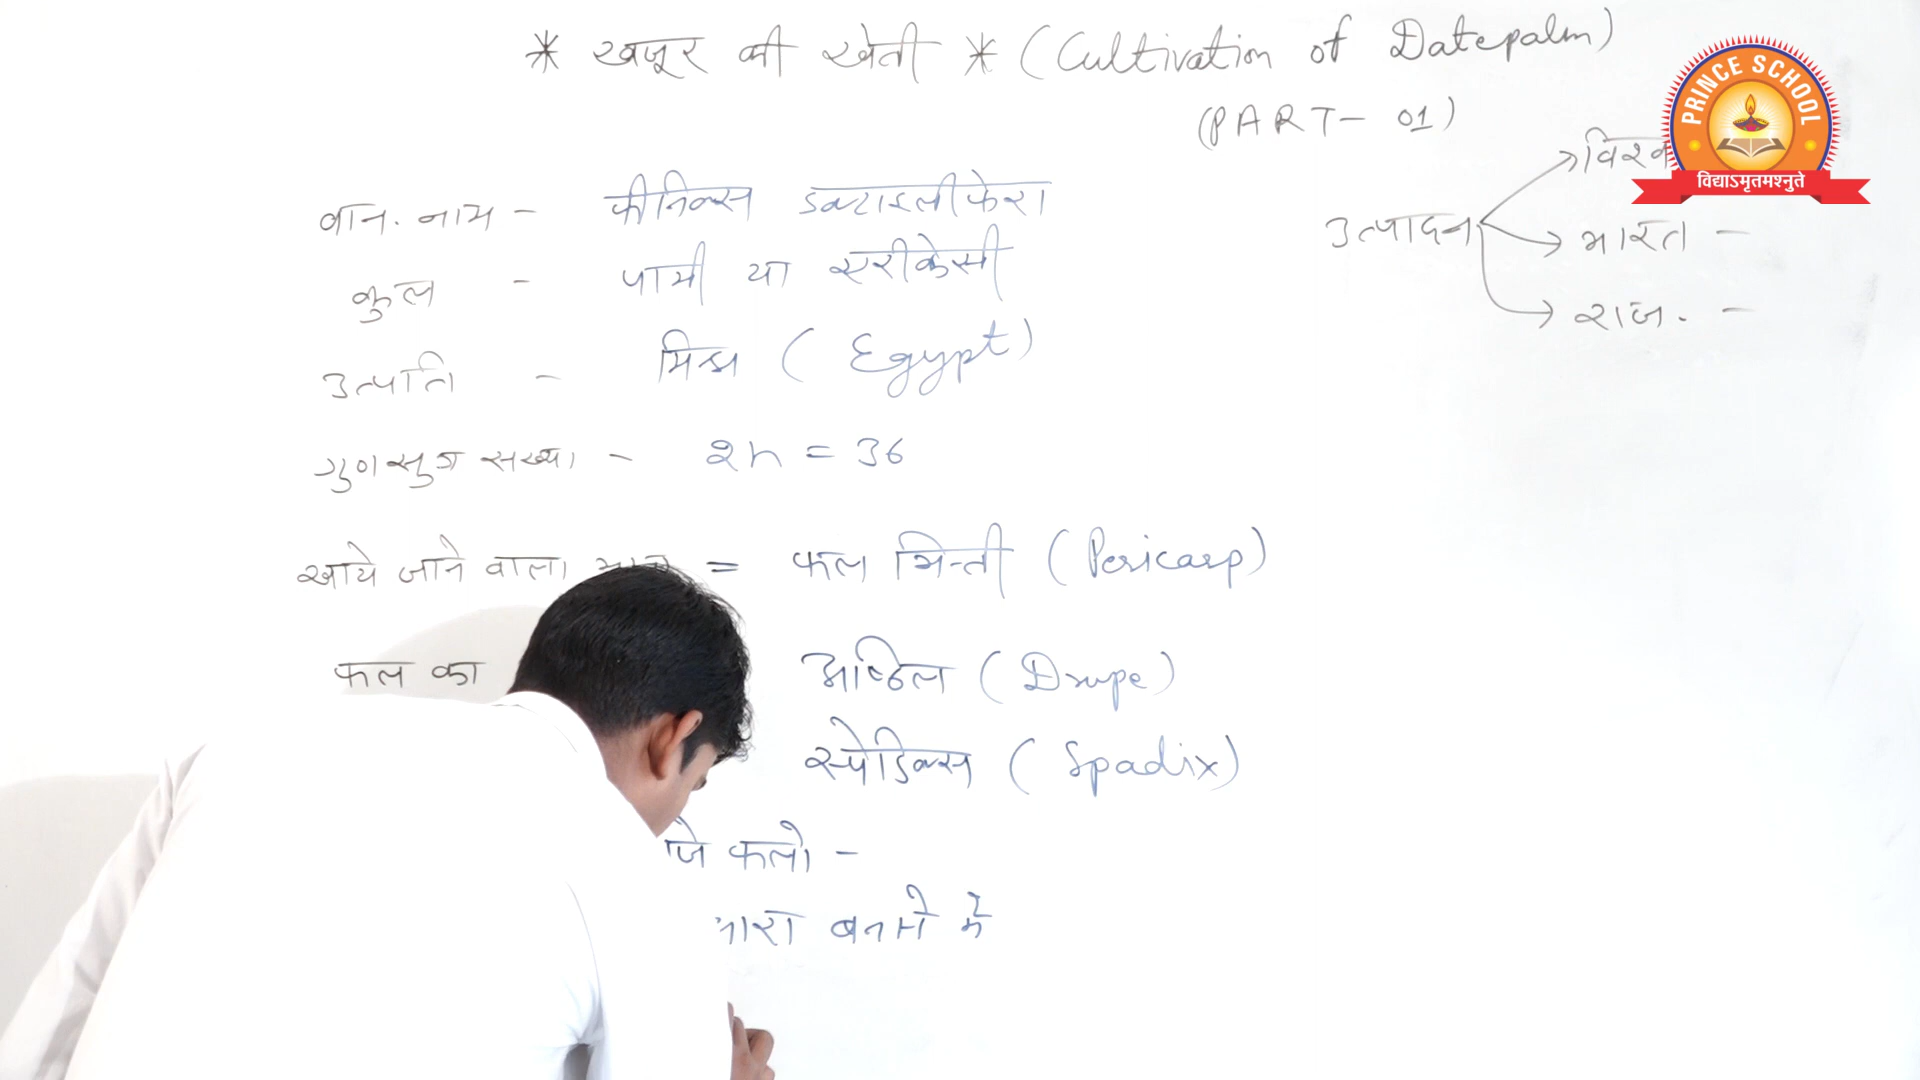 * खजूर की खेती * (Cultivation of Datepalm)
(PART- 01)
PRINCE SCHOOL
विद्याऽमृतमश्नुते
वान. नाम - फीनिक्स डक्टाइलीफेरा
कुल - पामी या एरीकेसी
उत्पति - मिस्र (Egypt)
गुणसुत्र सख्या - 2n = 36
खाये जाने वाला = फल भित्ती (Pericarp)
फल का अष्ठिल (Drupe)
स्पेडिक्स (Spadix)
फलो -
बनाने मे
उत्पादन
भारत -
राज. -